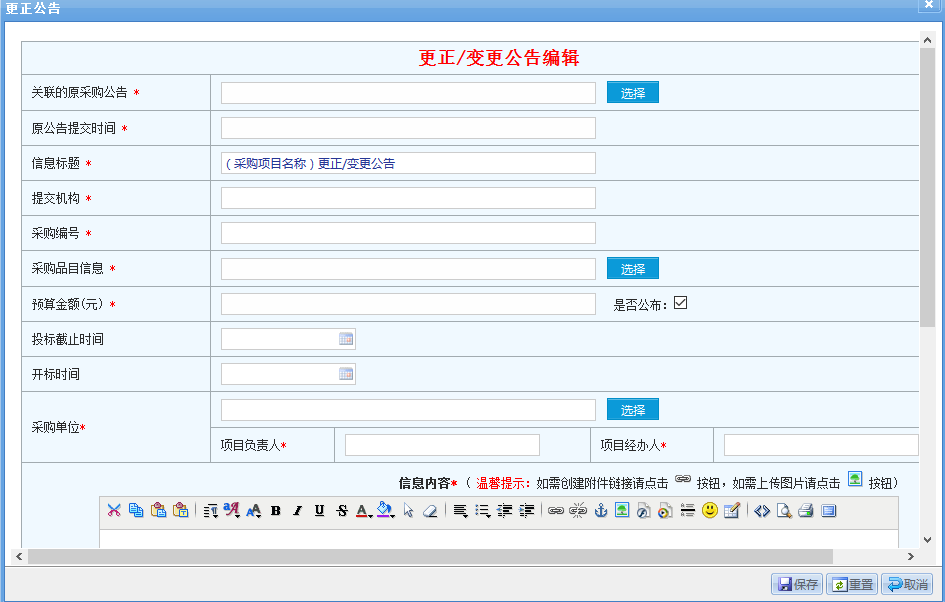 更正公告
更正/变更公告编辑
关联的原采购公告 * 选择
原公告提交时间 *
信息标题 * (采购项目名称)更正/变更公告
提交机构 *
采购编号 *
采购品目信息 * 选择
预算金额(元) * 是否公布:
投标截止时间
开标时间
采购单位* 选择
项目负责人* 项目经办人*
信息内容*( 温馨提示:如需创建附件链接请点击 按钮,如需上传图片请点击 按钮)
保存 重置 取消